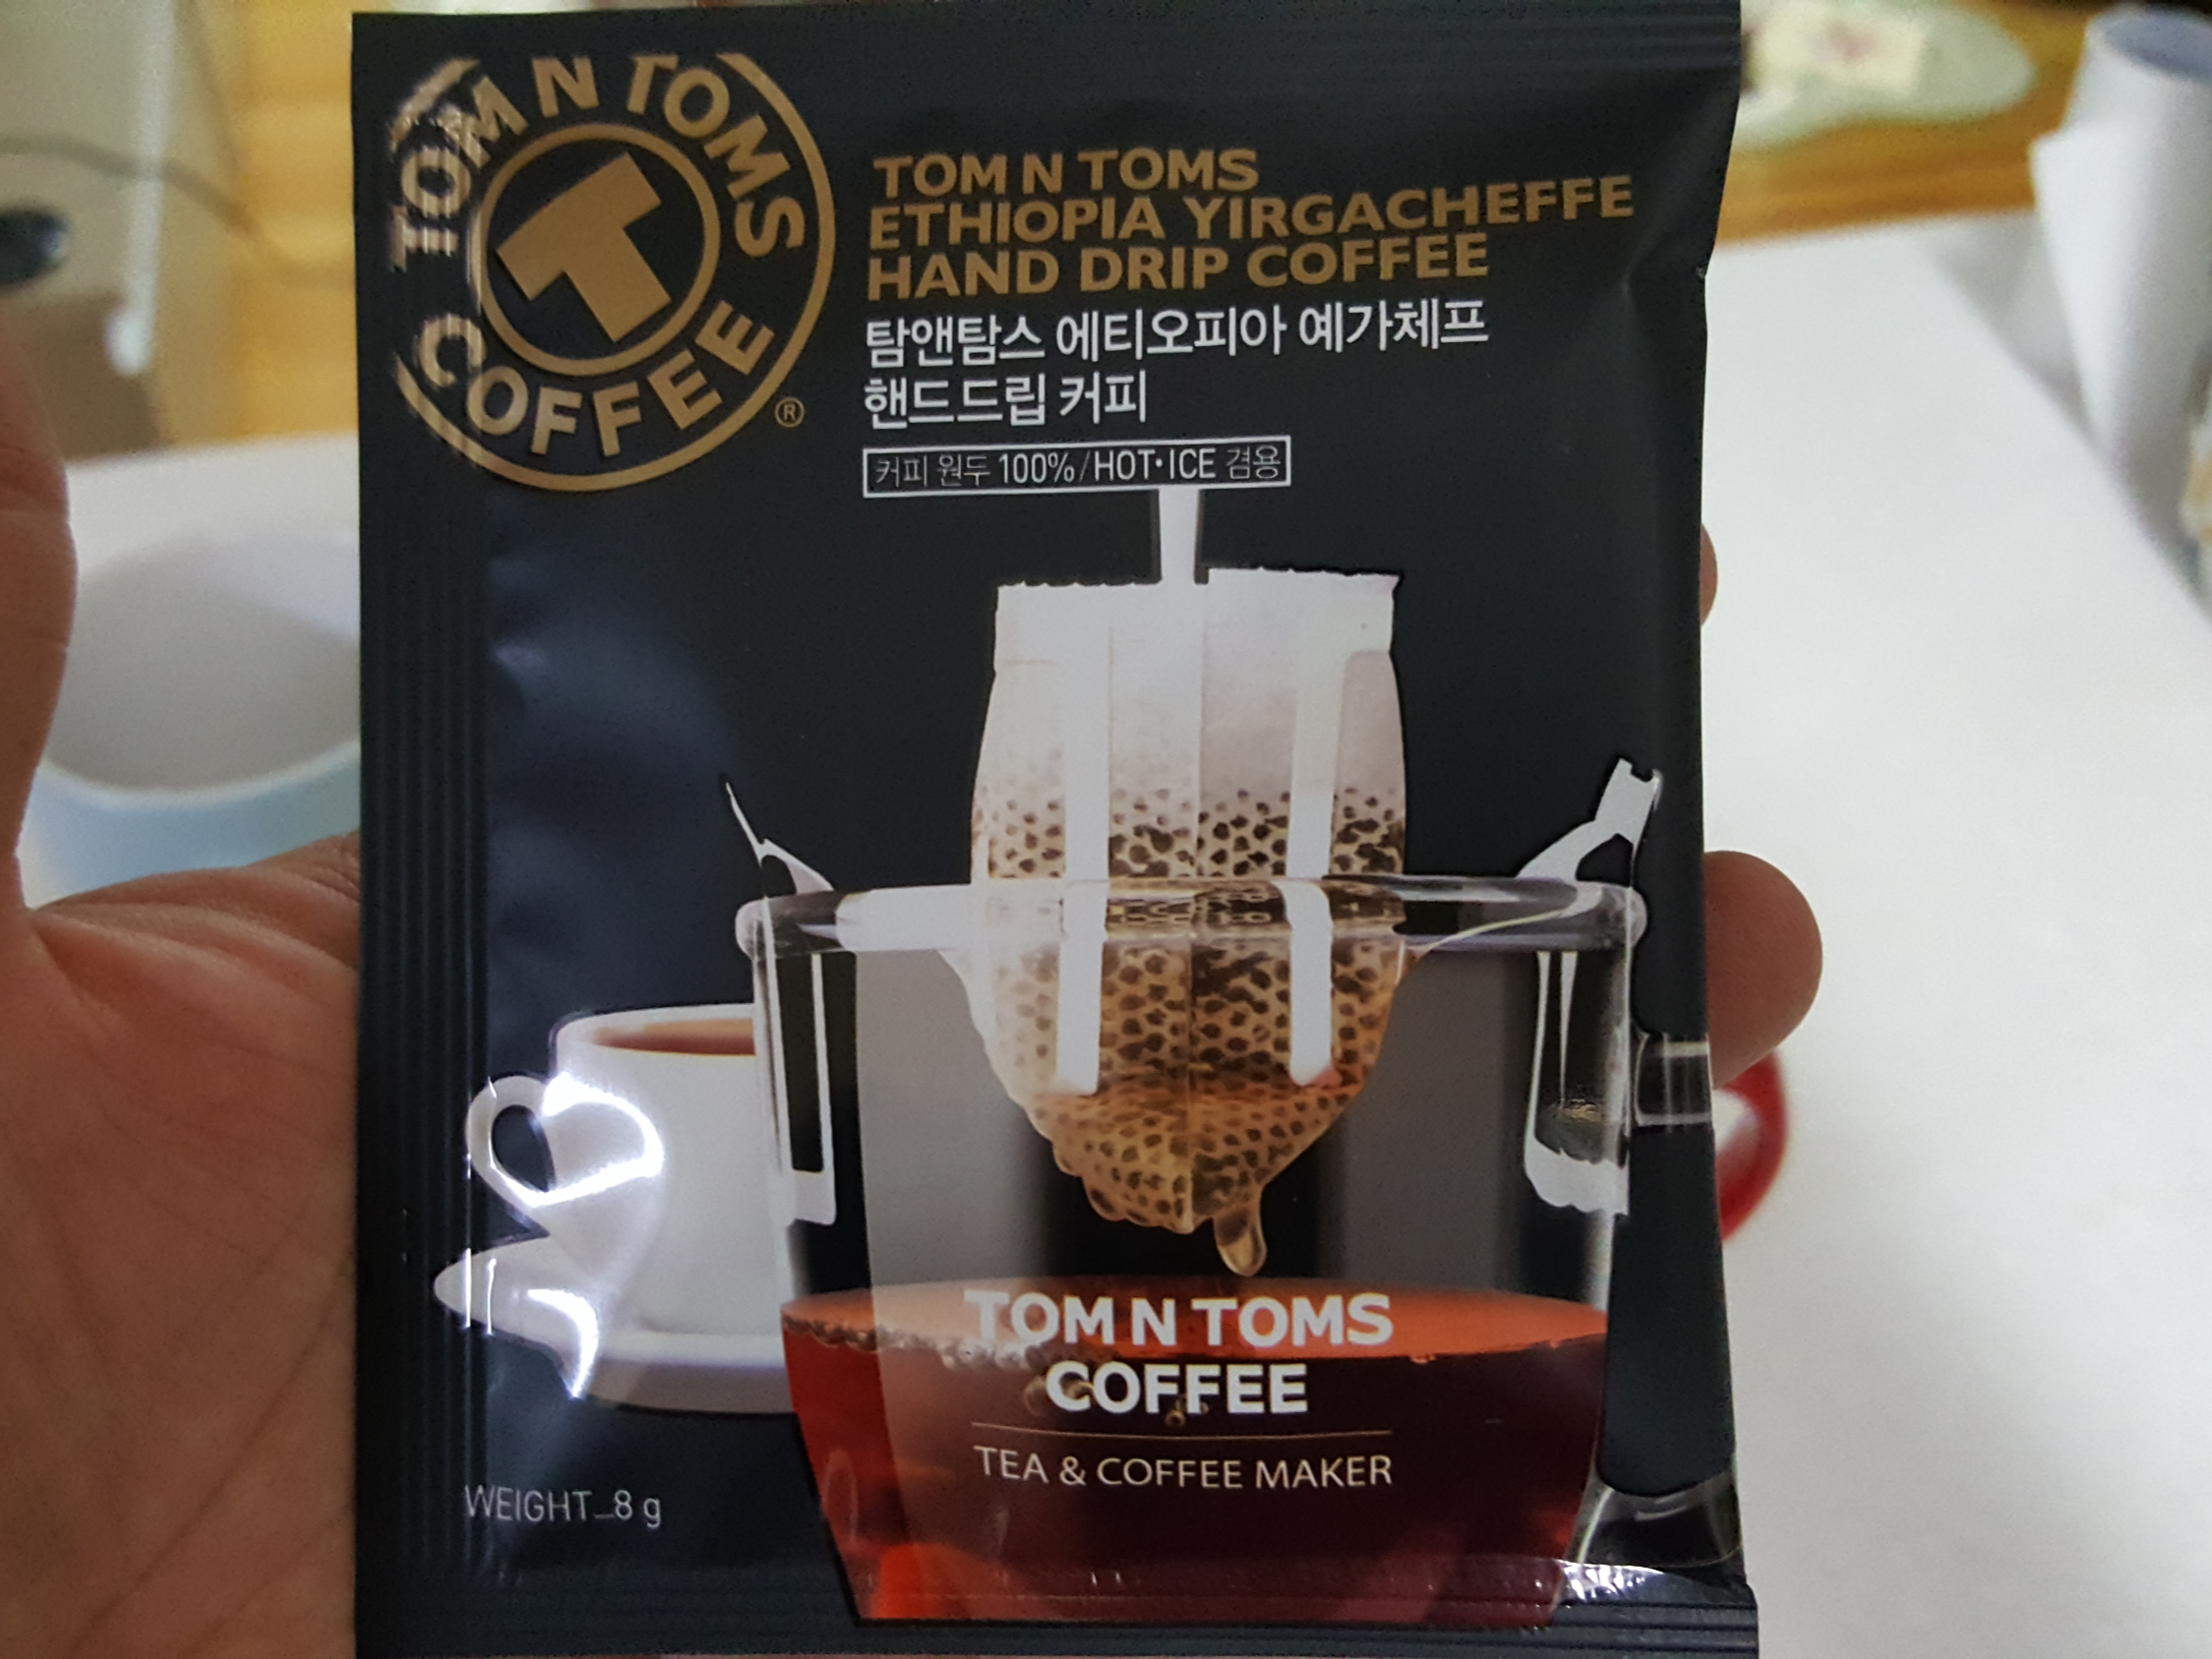 TOM N TOMS
COFFEE
T
®
TOM N TOMS
ETHIOPIA YIRGACHEFFE
HAND DRIP COFFEE
탐앤탐스 에티오피아 예가체프
핸드드립 커피
커피 원두 100%/HOT•ICE 겸용
TOM N TOMS
COFFEE
TEA & COFFEE MAKER
WEIGHT_8 g